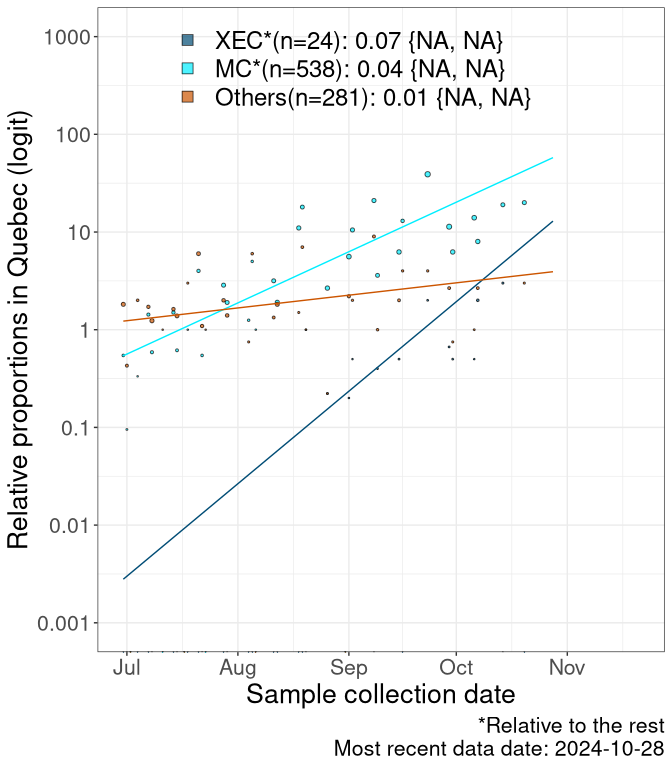 XEC*(n=24): 0.07 {NA, NA}
MC*(n=538): 0.04 {NA, NA}
Others(n=281): 0.01 {NA, NA}
Relative proportions in Quebec (logit)
1000
100
10
1
0.1
0.01
0.001
Jul Aug Sep Oct Nov
Sample collection date
*Relative to the rest
Most recent data date: 2024-10-28